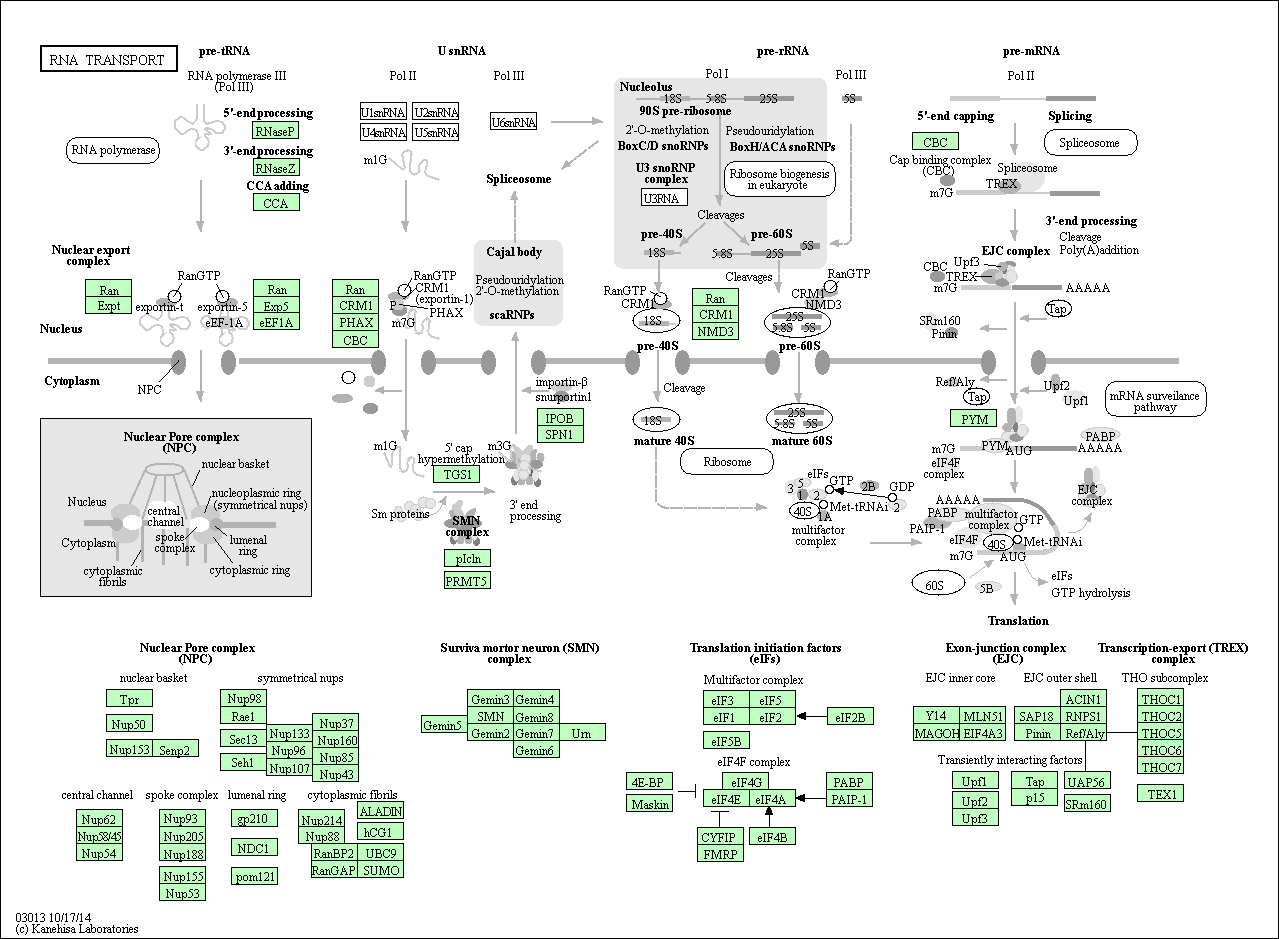 RNA TRANSPORT
pre-tRNA
RNA polymerase III
(Pol III)
RNA polymerase
5'-end processing
RNaseP
3'-end processing
RNaseZ
CCA adding
CCA
Nuclear export
complex
Ran
Expt
RanGTP
exportin-t
exportin-5
eEF-1A
Ran
Exp5
eEF1A
Nucleus
Cytoplasm
NPC
Nuclear Pore complex
(NPC)
nuclear basket
Nucleus
nucleoplasmic ring
(symmetrical nups)
central
channel
spoke
complex
Cytoplasm
lumenal
ring
cytoplasmic
fibrils
cytoplasmic ring
U snRNA
Pol II
Pol III
U1snRNA
U2snRNA
U4snRNA
U5snRNA
U6snRNA
m1G
Spliceosome
Cajal body
Pseudouridylation
2'-O-methylation
scaRNPs
Ran
CRM1
PHAX
CBC
RanGTP
CRM1
(exportin-1)
P
PHAX
m7G
importin-β
snurportin1
IPOB
SPN1
m1G
5' cap
hypermethylation
TGS1
m3G
Sm proteins
SMN
complex
3' end
processing
pIcln
PRMT5
pre-rRNA
Pol I
Pol III
Nucleolus
18S
5.8S
25S
5S
90S pre-ribosome
2'-O-methylation
BoxC/D snoRNPs
Pseudouridylation
BoxH/ACA snoRNPs
U3 snoRNP
complex
U3RNA
Ribosome biogenesis
in eukaryote
Cleavages
pre-40S
18S
pre-60S
5.8S
25S
5S
Cleavages
RanGTP
CRM1
18S
Ran
CRM1
NMD3
RanGTP
CRM1
NMD3
25S
5.8S
5S
pre-40S
pre-60S
Cleavage
18S
25S
5.8S
5S
mature 40S
mature 60S
Ribosome
eIFs
3
5
1
2
GTP
2B
GDP
40S
Met-tRNAi
2
1A
multifactor
complex
pre-mRNA
Pol II
5'-end capping
CBC
Splicing
Spliceosome
Cap binding complex
(CBC)
m7G
Spliceosome
TREX
3'-end processing
Cleavage
Poly(A)addition
EJC complex
CBC
Upf3
TREX
m7G
AAAAA
Tap
SRm160
Pinin
Ref/Aly
Tap
PYM
Upf2
Upf1
mRNA surveilance
pathway
m7G
PYM
AUG
PABP
AAAAA
eIF4F
complex
EJC
complex
AAAAA
PABP
PAIP-1
multifactor
complex
GTP
eIF4F
40S
Met-tRNAi
m7G
AUG
60S
5B
eIFs
GTP hydrolysis
Translation
Nuclear Pore complex
(NPC)
nuclear basket
Tpr
Nup50
Nup153
Senp2
symmetrical nups
Nup98
Rae1
Sec13
Seh1
Nup133
Nup96
Nup107
Nup37
Nup160
Nup85
Nup43
central channel
Nup62
Nup58/45
Nup54
spoke complex
Nup93
Nup205
Nup188
Nup155
Nup53
lumenal ring
gp210
NDC1
pom121
cytoplasmic fibrils
Nup214
Nup88
ALADIN
hCG1
RanBP2
UBC9
RanGAP
SUMO
Surviva mortor neuron (SMN)
complex
Gemin3
Gemin4
Gemin5
SMN
Gemin8
Gemin2
Gemin7
Urn
Gemin6
Translation initiation factors
(eIFs)
Multifactor complex
eIF3
eIF5
eIF1
eIF2
eIF2B
eIF5B
eIF4F complex
4E-BP
Maskin
eIF4G
eIF4E
eIF4A
PABP
PAIP-1
CYFIP
FMRP
eIF4B
Exon-junction complex
(EJC)
EJC inner core
Y14
MLN51
MAGOH
EIF4A3
EJC outer shell
ACIN1
SAP18
RNPS1
Pinin
Ref/Aly
Transiently interacting factors
Upf1
Upf2
Upf3
Tap
p15
UAP56
SRm160
Transcription-export (TREX)
complex
THO subcomplex
THOC1
THOC2
THOC5
THOC6
THOC7
TEX1
03013 10/17/14
(c) Kanehisa Laboratories